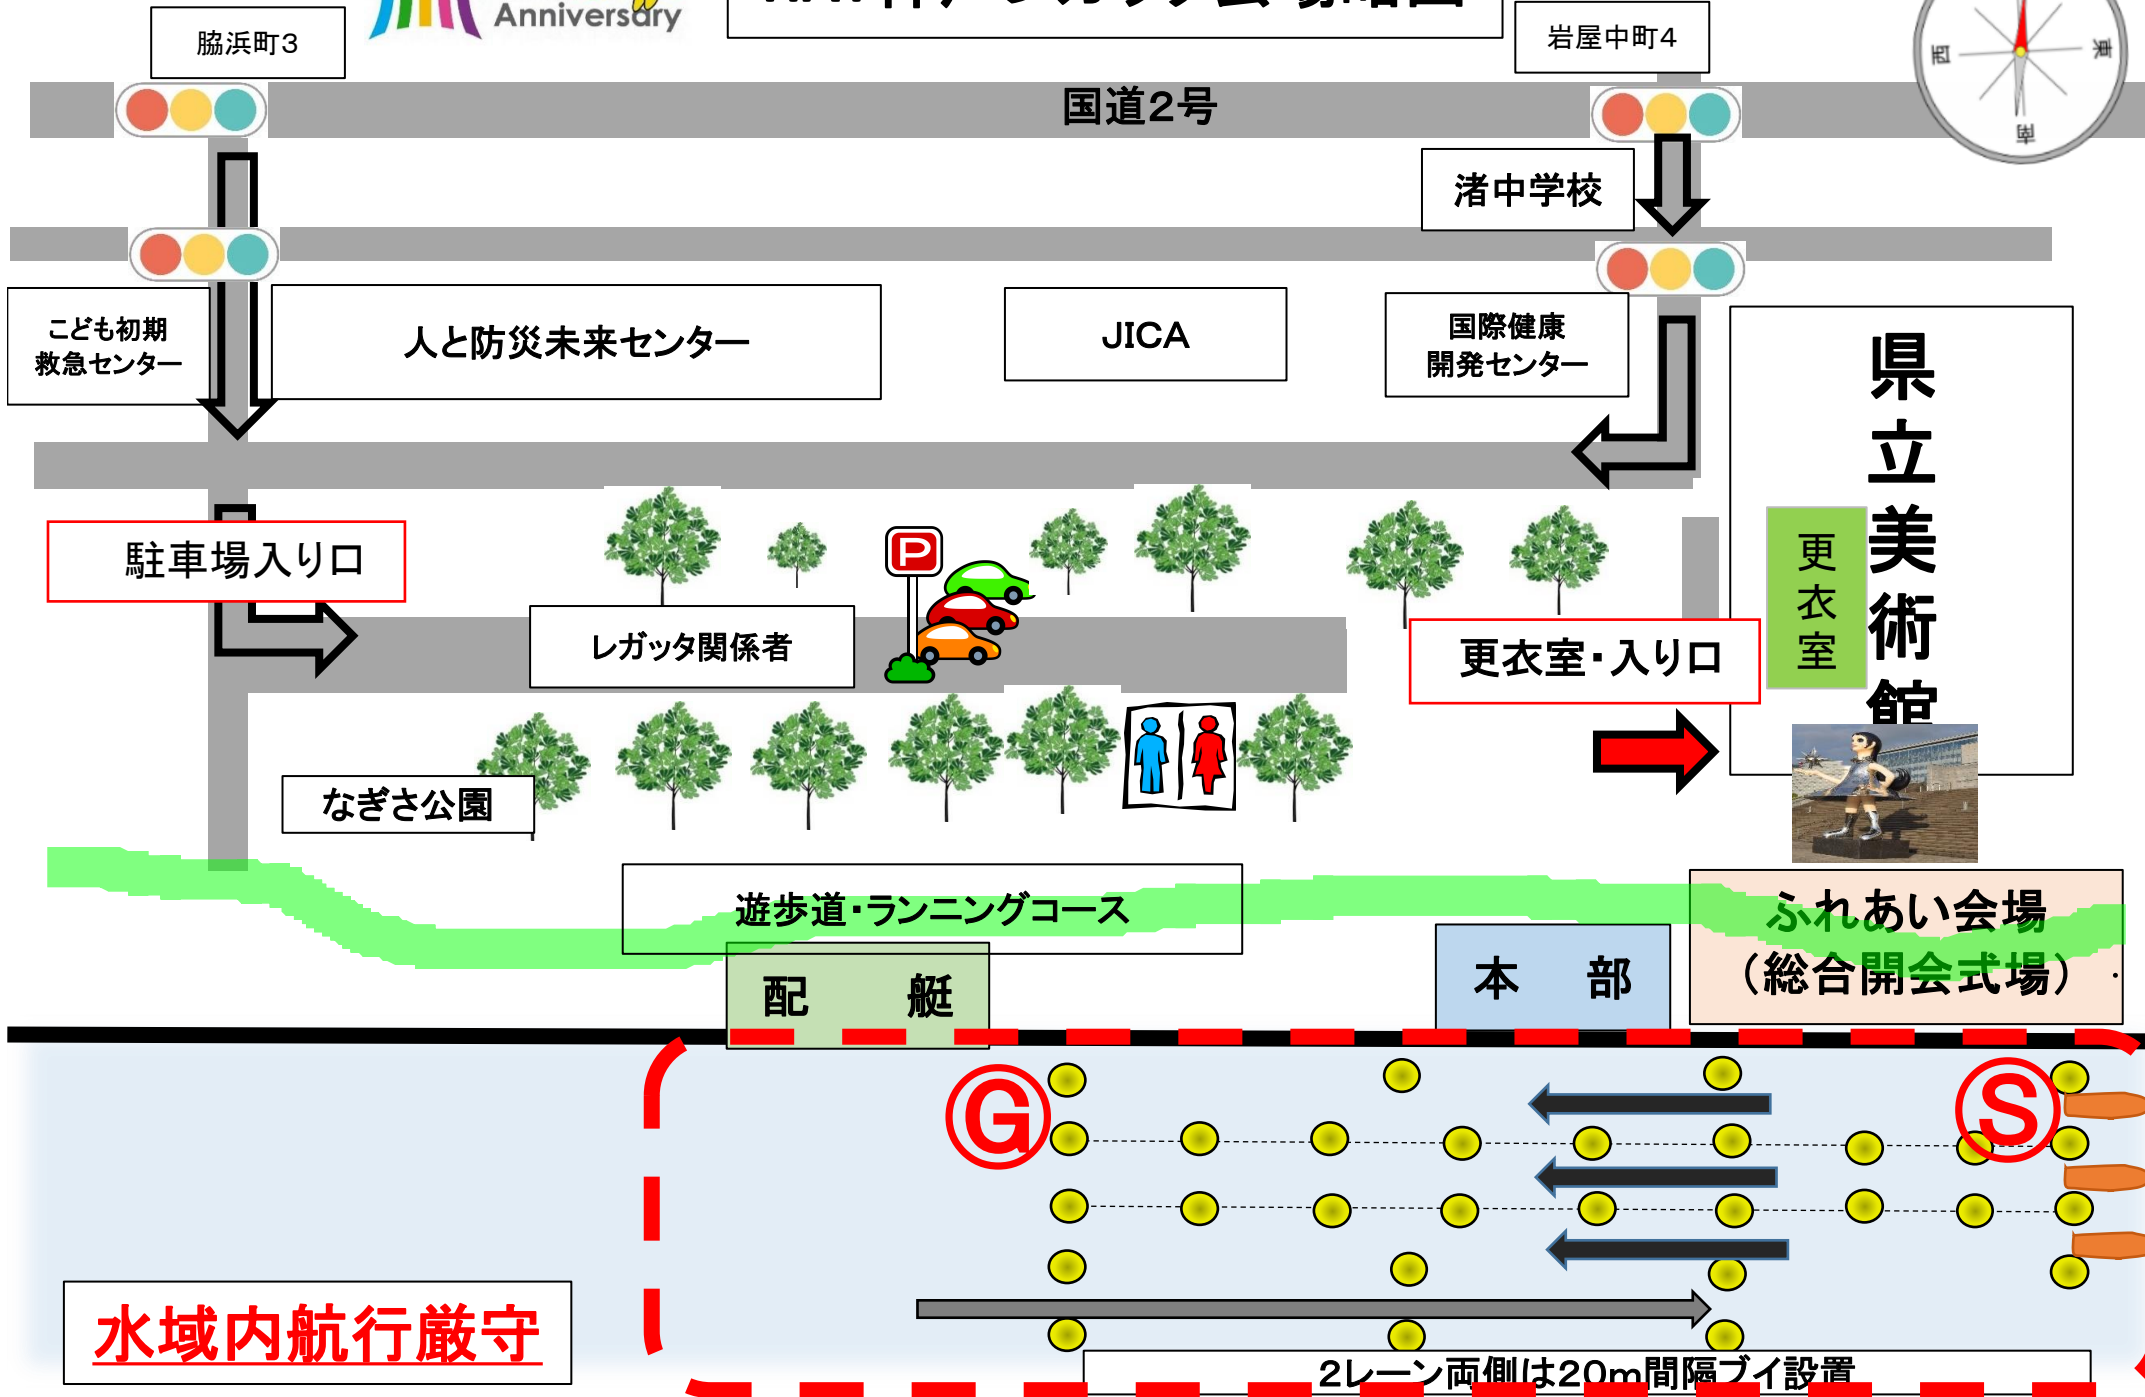 Anniversary
脇浜町3
岩屋中町4
西
東
南
国道2号
渚中学校
こども初期
救急センター
人と防災未来センター
JICA
国際健康
開発センター
県立美術館
更衣室
駐車場入り口
P
レガッタ関係者
更衣室・入り口
なぎさ公園
遊歩道・ランニングコース
ふれあい会場
（総合開会式場）
配 艇
本 部
G
S
水域内航行厳守
2レーン両側は20m間隔ブイ設置